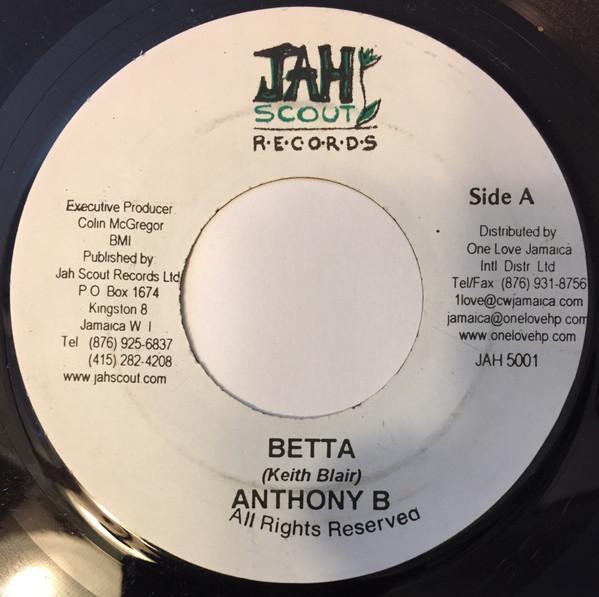 JAH
SCOUT
R·E·C·O·R·D·S
Executive Producer
Colin McGregor
BMI
Published by
Jah Scout Records Ltd
P O Box 1674
Kingston 8
Jamaica W I
Tel (876) 925-6837
(415) 282-4208
www.jahscout.com
Side A
Distributed by
One Love Jamaica
Intl Distr Ltd
Tel/Fax (876) 931-8756
1love@cwjamaica.com
jamaica@onelovehp.com
www.onelovehp.com
JAH 5001
BETTA
(Keith Blair)
ANTHONY B
All Rights Reserved